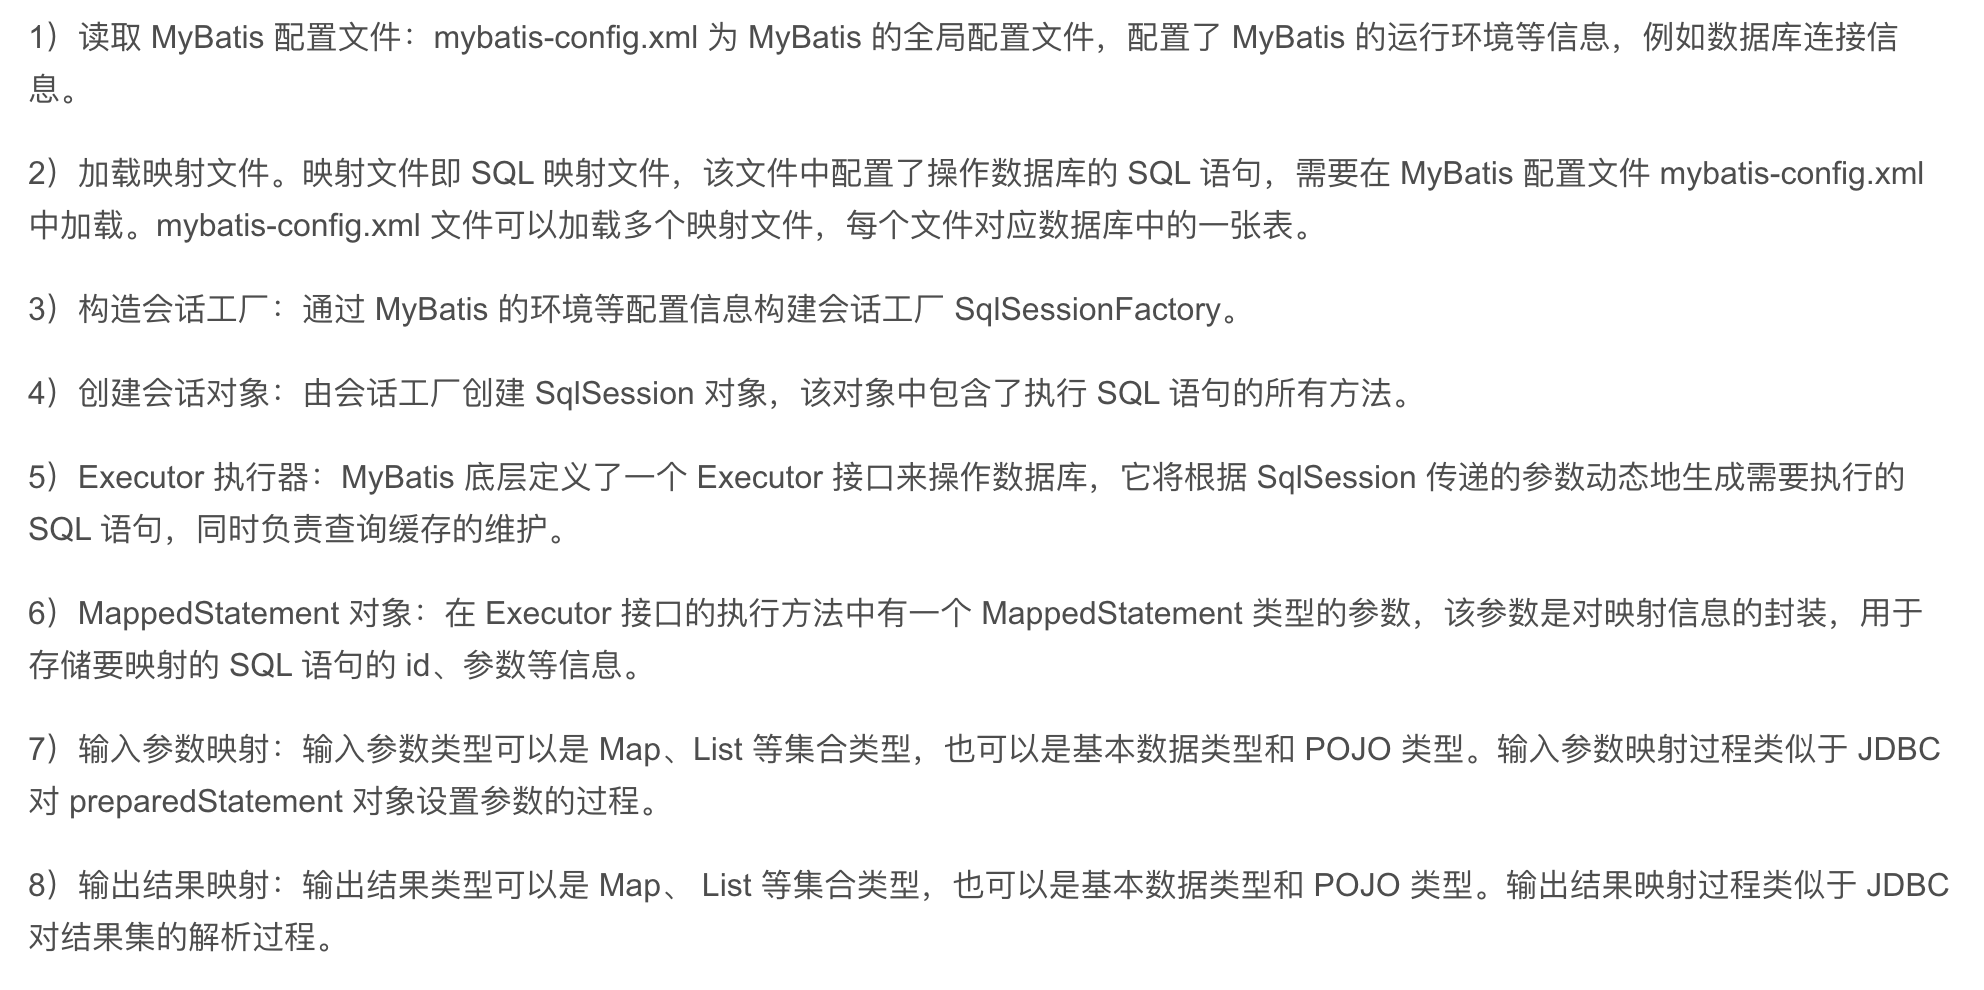 1）读取 MyBatis 配置文件：mybatis-config.xml 为 MyBatis 的全局配置文件，配置了 MyBatis 的运行环境等信息，例如数据库连接信
息。
2）加载映射文件。映射文件即 SQL 映射文件，该文件中配置了操作数据库的 SQL 语句，需要在 MyBatis 配置文件 mybatis-config.xml
中加载。mybatis-config.xml 文件可以加载多个映射文件，每个文件对应数据库中的一张表。
3）构造会话工厂：通过 MyBatis 的环境等配置信息构建会话工厂 SqlSessionFactory。
4）创建会话对象：由会话工厂创建 SqlSession 对象，该对象中包含了执行 SQL 语句的所有方法。
5）Executor 执行器：MyBatis 底层定义了一个 Executor 接口来操作数据库，它将根据 SqlSession 传递的参数动态地生成需要执行的
SQL 语句，同时负责查询缓存的维护。
6）MappedStatement 对象：在 Executor 接口的执行方法中有一个 MappedStatement 类型的参数，该参数是对映射信息的封装，用于
存储要映射的 SQL 语句的 id、参数等信息。
7）输入参数映射：输入参数类型可以是 Map、List 等集合类型，也可以是基本数据类型和 POJO 类型。输入参数映射过程类似于 JDBC
对 preparedStatement 对象设置参数的过程。
8）输出结果映射：输出结果类型可以是 Map、 List 等集合类型，也可以是基本数据类型和 POJO 类型。输出结果映射过程类似于 JDBC
对结果集的解析过程。